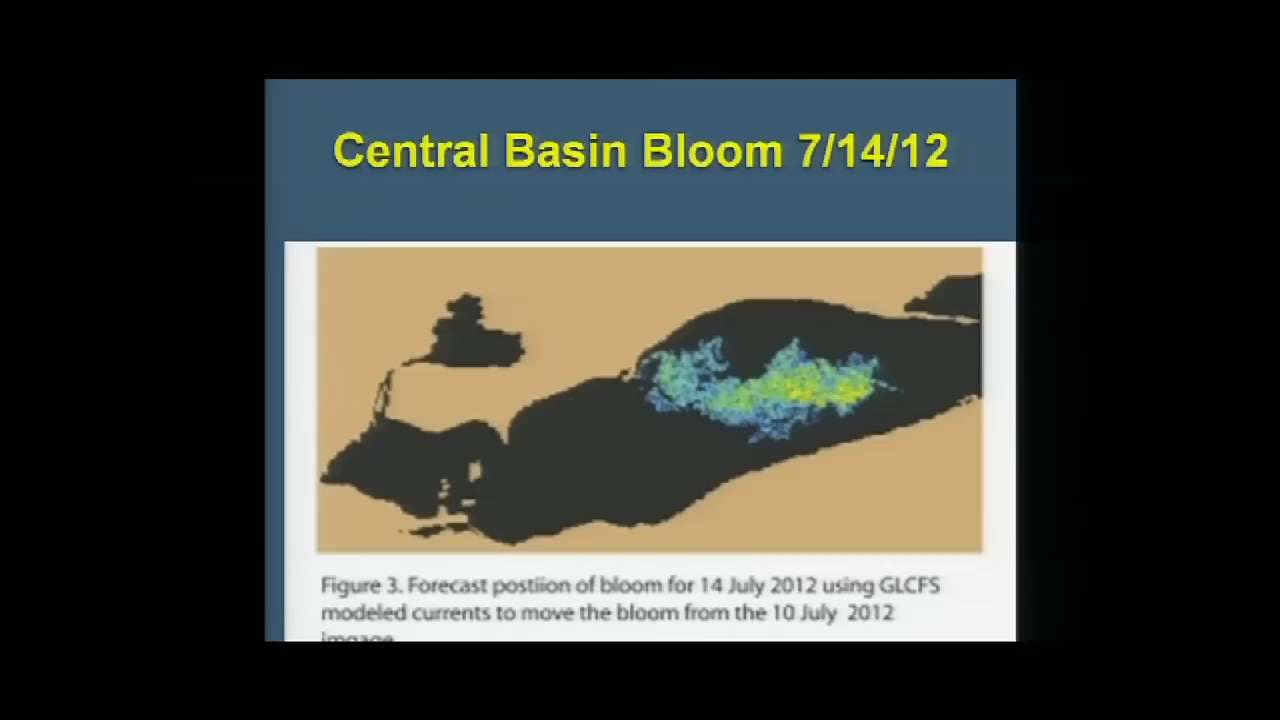 Central Basin Bloom 7/14/12
Figure 3. Forecast postiion of bloom for 14 July 2012 using GLCFS
modeled currents to move the bloom from the 10 July 2012
imgage